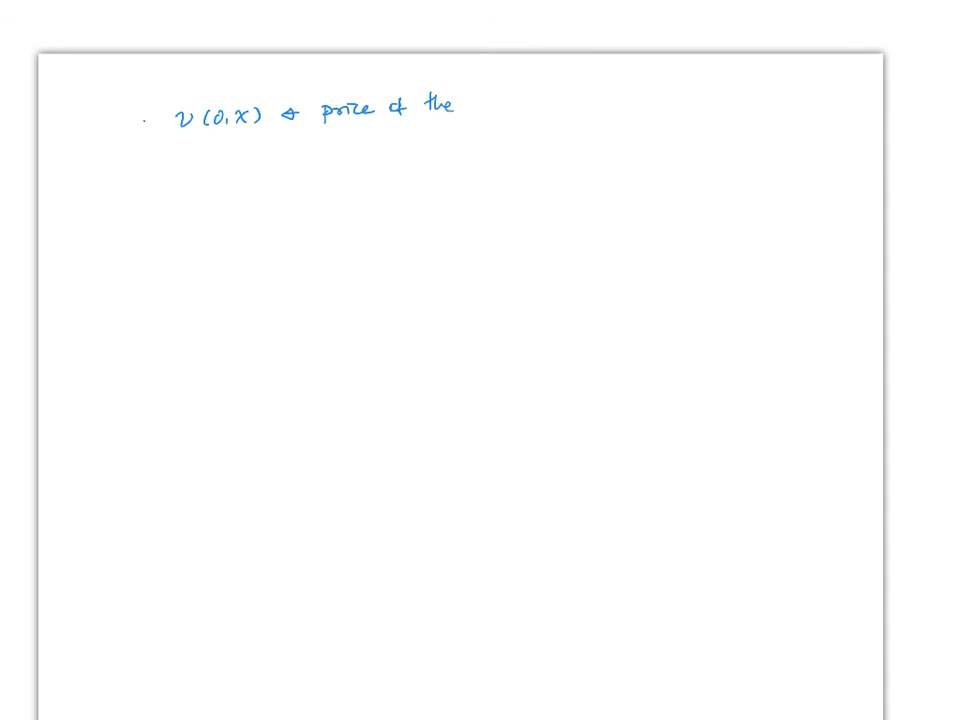 v(0,x) ← price of the